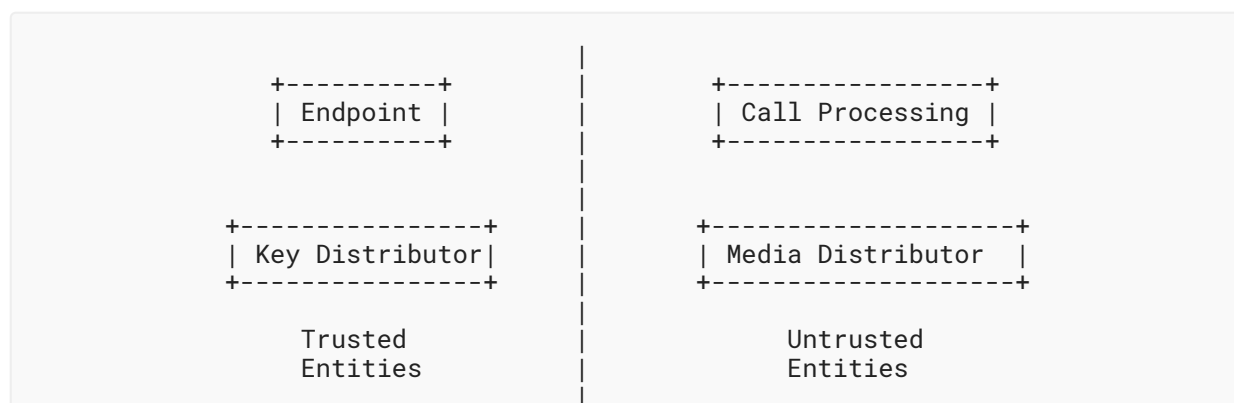 |
               +----------+        |        +-----------------+
               | Endpoint |        |        | Call Processing |
               +----------+        |        +-----------------+
                                   |
                                   |
            +----------------+     |       +--------------------+
            | Key Distributor|     |       | Media Distributor  |
            +----------------+     |       +--------------------+
                                   |
                 Trusted           |             Untrusted
                 Entities          |             Entities
                                   |